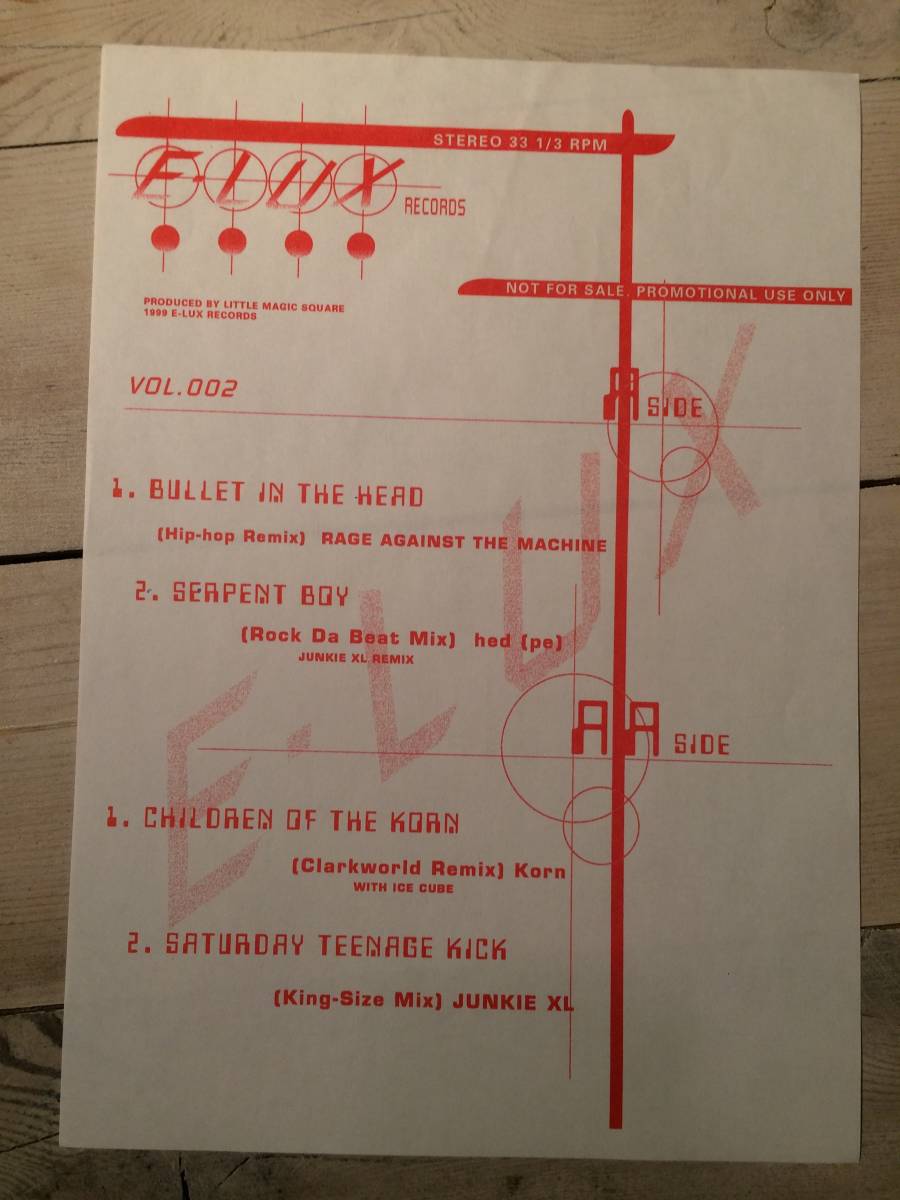 STEREO 33 1/3 RPM
E-LUX RECORDS
NOT FOR SALE. PROMOTIONAL USE ONLY
PRODUCED BY LITTLE MAGIC SQUARE
1999 E-LUX RECORDS
VOL.002
A SIDE
1. BULLET IN THE HEAD
(Hip-hop Remix) RAGE AGAINST THE MACHINE
2. SERPENT BOY
(Rock Da Beat Mix) hed (pe)
JUNKIE XL REMIX
E-LUX
AA SIDE
1. CHILDREN OF THE KORN
(Clarkworld Remix) Korn
WITH ICE CUBE
2. SATURDAY TEENAGE KICK
(King-Size Mix) JUNKIE XL